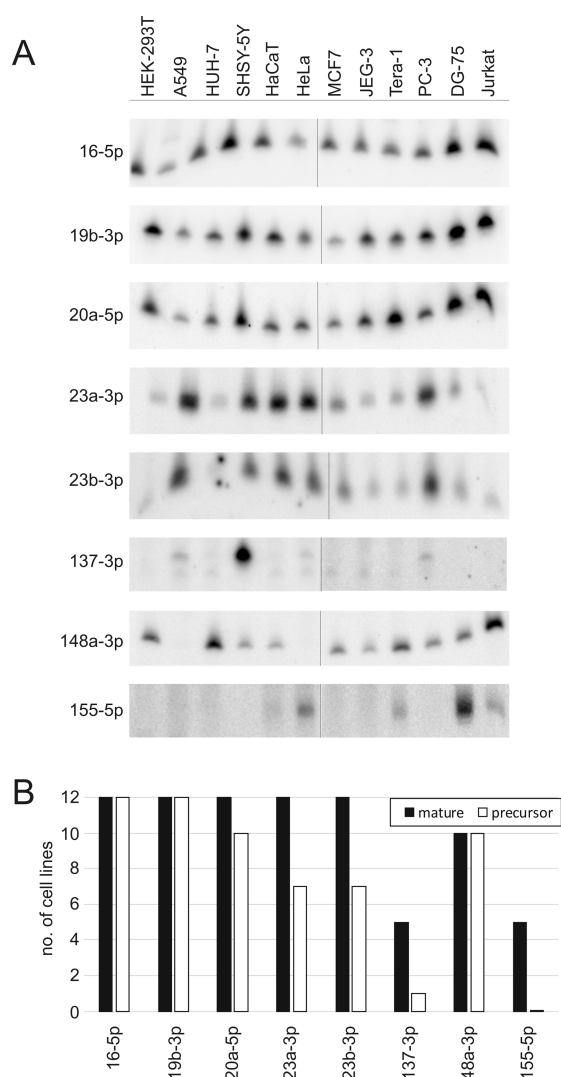 A
HEK-293T
A549
HUH-7
SHSY-5Y
HaCaT
HeLa
MCF7
JEG-3
Tera-1
PC-3
DG-75
Jurkat
16-5p
19b-3p
20a-5p
23a-3p
23b-3p
137-3p
148a-3p
155-5p
B
mature
precursor
no. of cell lines
12
10
8
6
4
2
0
16-5p
19b-3p
20a-5p
23a-3p
23b-3p
137-3p
48a-3p
155-5p